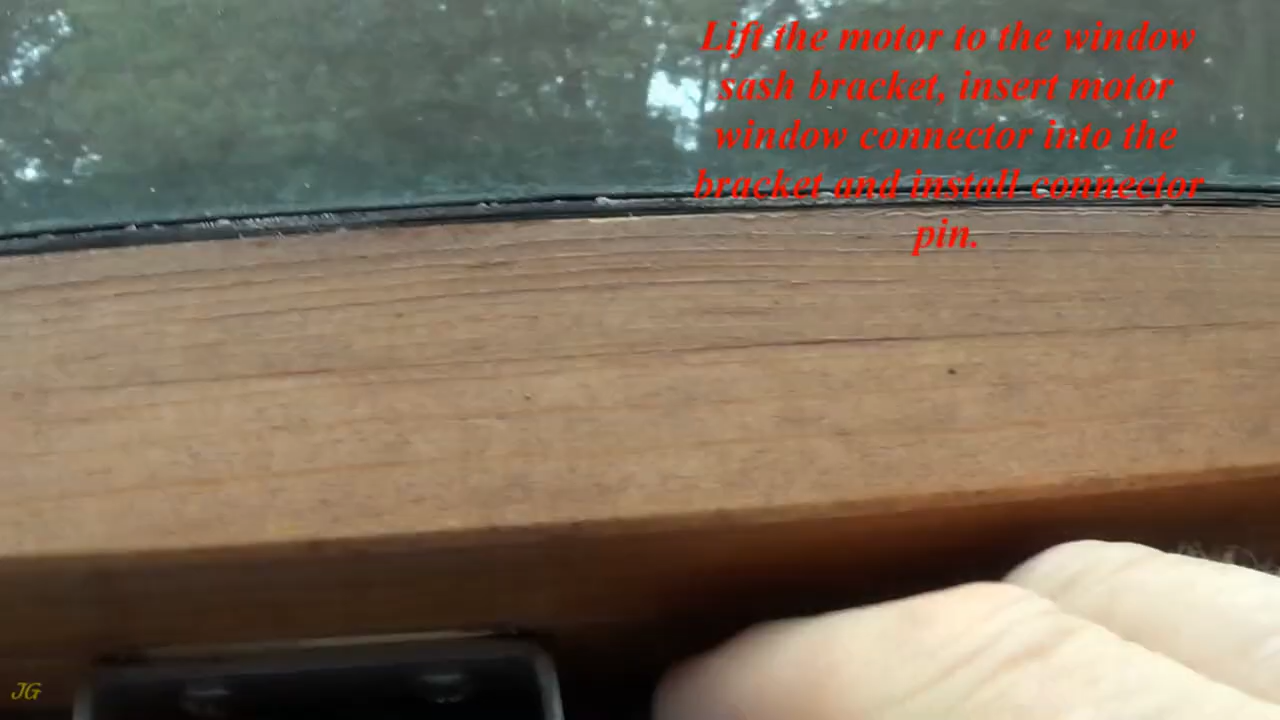 Lift the motor to the window
sash bracket, insert motor
window connector into the
bracket and install connector
pin.
JG